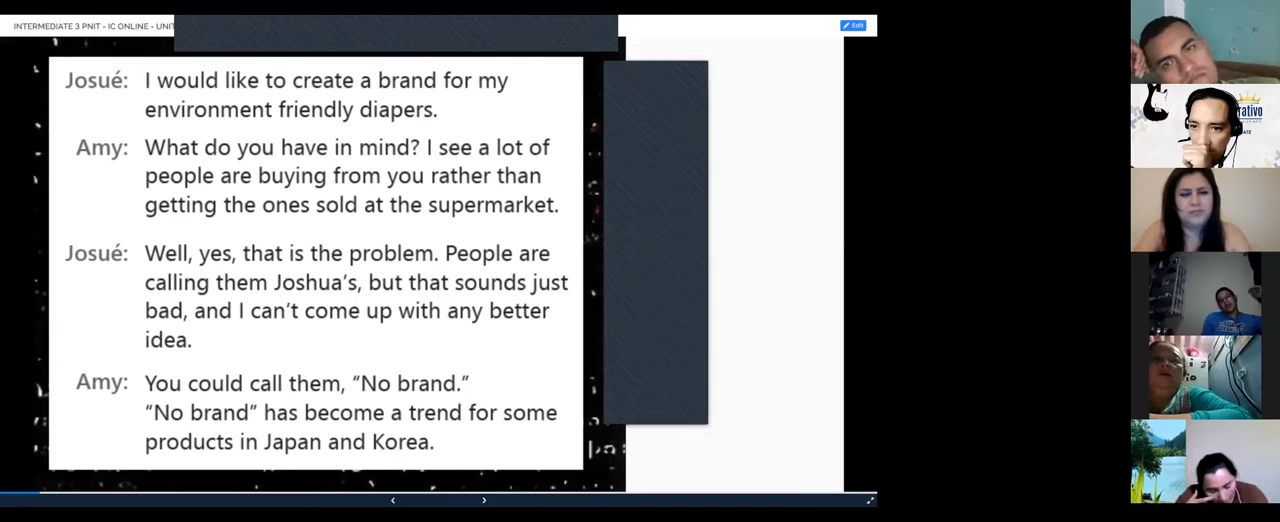 INTERMEDIATE 3 PNIT - IC ONLINE - UNIT
Edit
Josué: I would like to create a brand for my
environment friendly diapers.
Amy: What do you have in mind? I see a lot of
people are buying from you rather than
getting the ones sold at the supermarket.
Josué: Well, yes, that is the problem. People are
calling them Joshua's, but that sounds just
bad, and I can't come up with any better
idea.
Amy: You could call them, “No brand.”
“No brand” has become a trend for some
products in Japan and Korea.
rativo